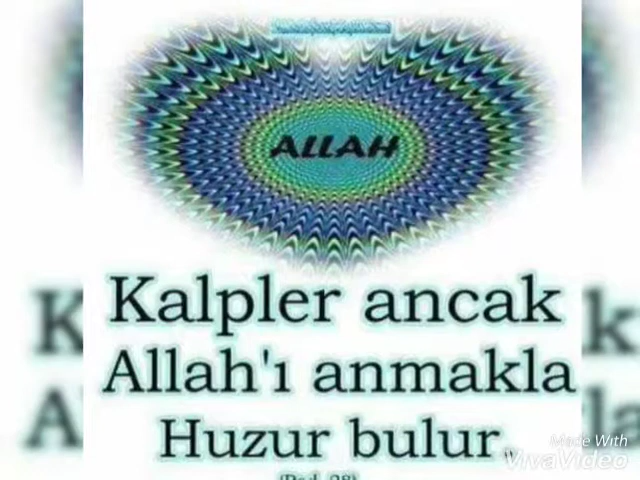 ALLAH
Kalpler ancak
Allah'ı anmakla
Huzur bulur.
Made With
VivaVideo